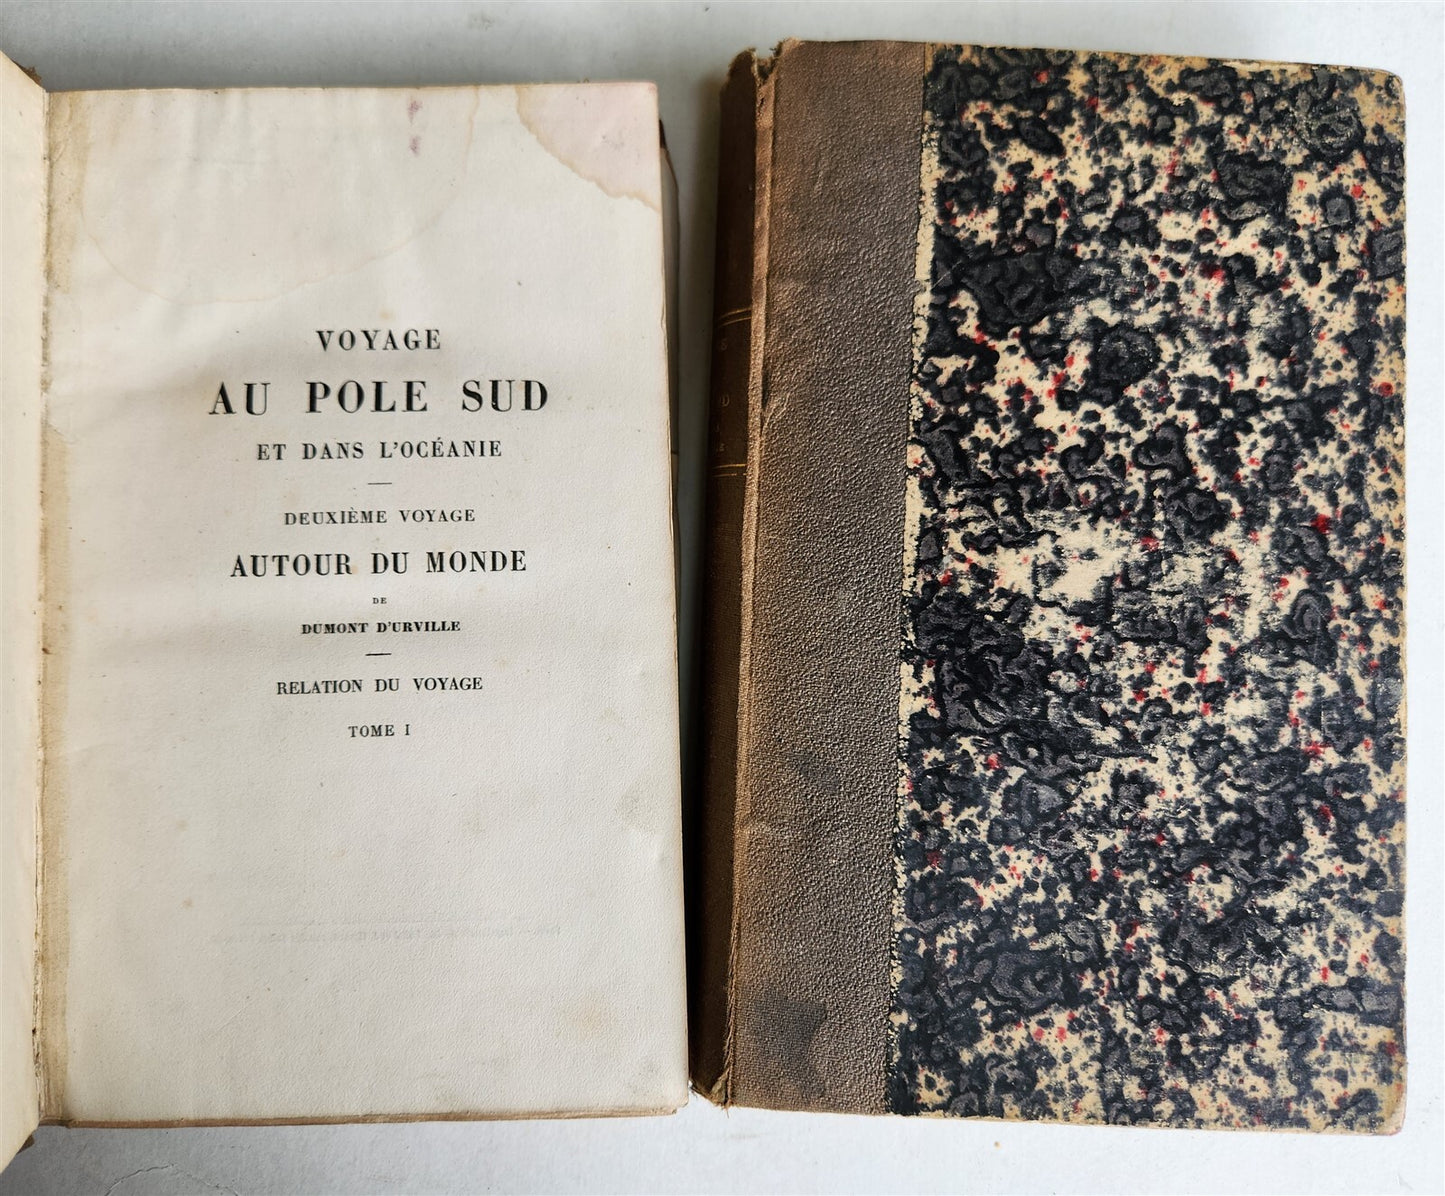 VOYAGE
AU POLE SUD
ET DANS L'OCÉANIE
DEUXIÈME VOYAGE
AUTOUR DU MONDE
DE
DUMONT D'URVILLE
RELATION DU VOYAGE
TOME I